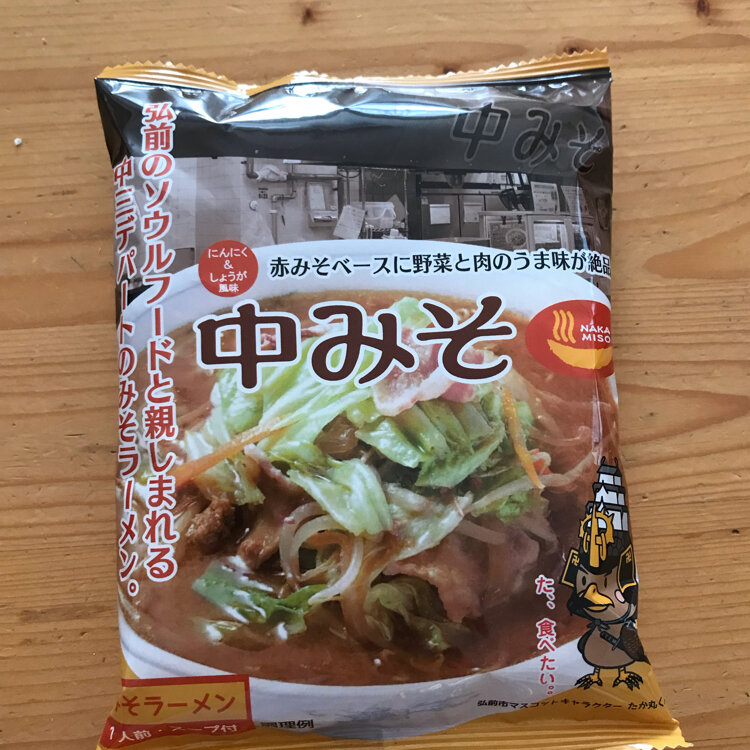 中みそ
弘前のソウルフードと親しまれる
中三デパートのみそラーメン。
にんにく
&
しょうが
風味
赤みそベースに野菜と肉のうま味が絶品
中みそ
NAKA
MISO
た、食べたい。
みそラーメン
1人前・スープ付
調理例
弘前市マスコットキャラクター たか丸く